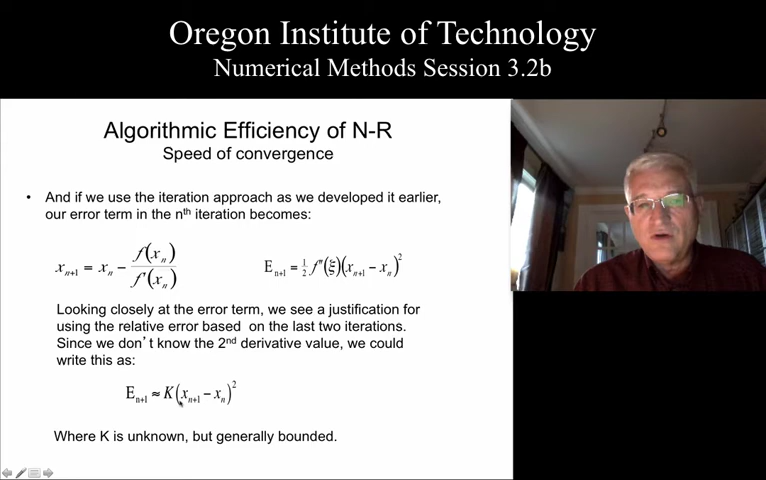 Oregon Institute of Technology
Numerical Methods Session 3.2b
Algorithmic Efficiency of N-R
Speed of convergence
• And if we use the iteration approach as we developed it earlier,
our error term in the nth iteration becomes:
xₙ₊₁ = xₙ − f(xₙ) / f′(xₙ)
Eₙ₊₁ = ½ f″(ξ)(xₙ₊₁ − xₙ)²
Looking closely at the error term, we see a justification for
using the relative error based on the last two iterations.
Since we don't know the 2nd derivative value, we could
write this as:
Eₙ₊₁ ≈ K(xₙ₊₁ − xₙ)²
Where K is unknown, but generally bounded.